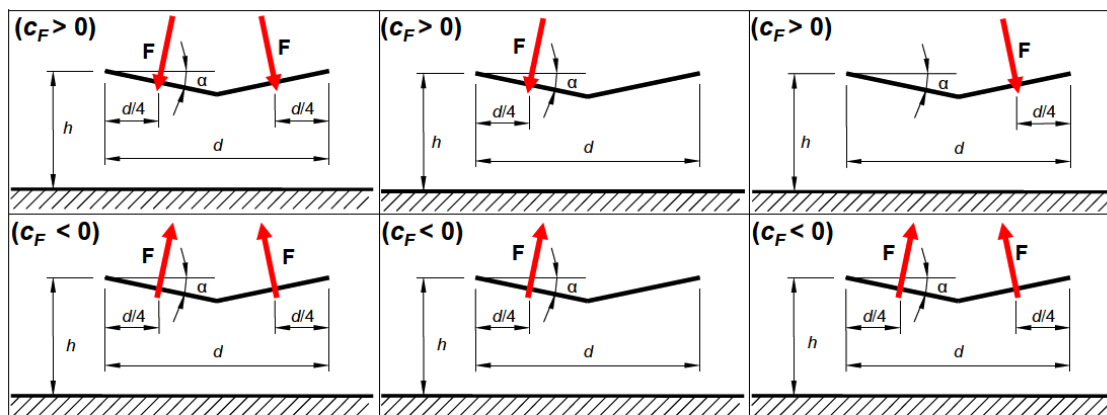 (cF > 0)
F
α
d/4
d/4
h
d
(cF > 0)
F
α
d/4
h
d
(cF > 0)
F
α
d/4
h
d
(cF < 0)
F
F
α
d/4
d/4
h
d
(cF < 0)
F
α
d/4
h
d
(cF < 0)
F
F
α
d/4
d/4
h
d